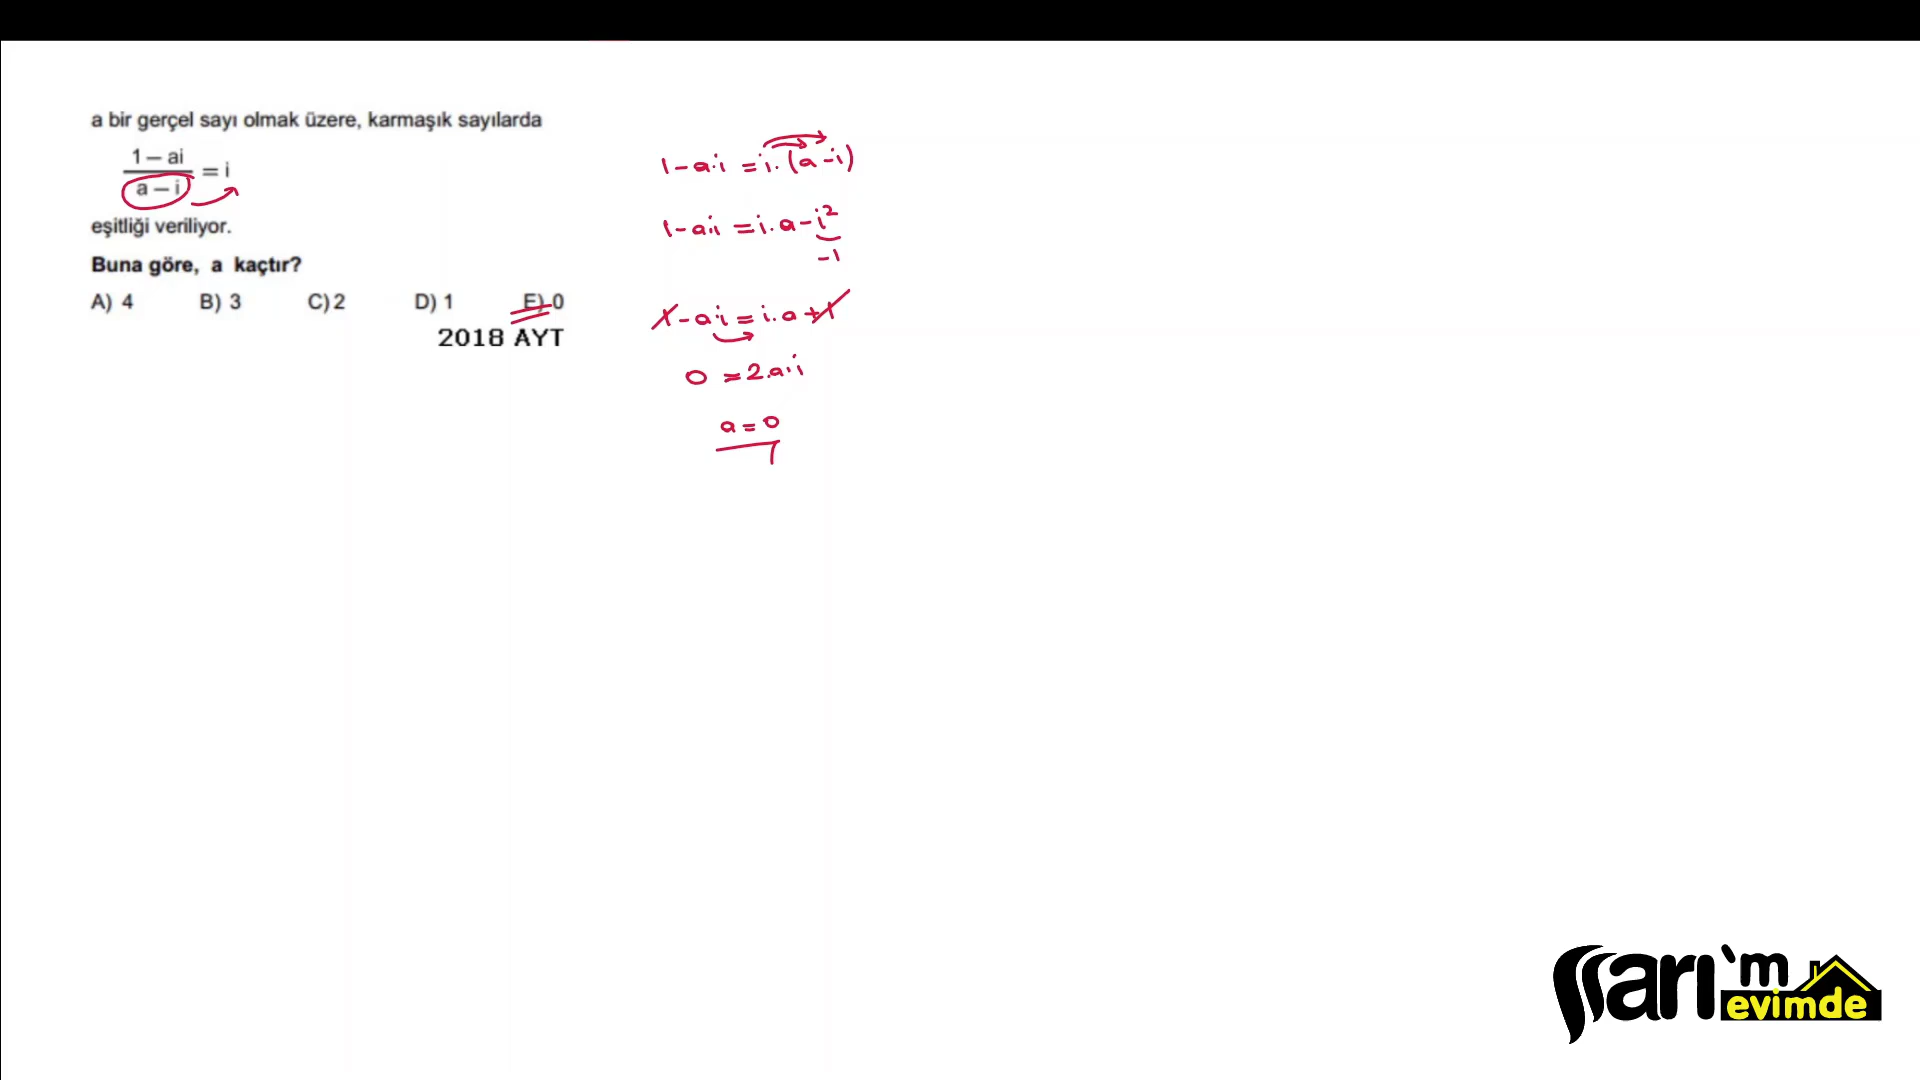 a bir gerçel sayı olmak üzere, karmaşık sayılarda
1 – ai
a – i
= i
eşitliği veriliyor.
Buna göre, a kaçtır?
A) 4 B) 3 C) 2 D) 1 E) 0
2018 AYT
1 - a.i = i.(a - i)
1 - a.i = i.a - i²
-1
1 - a.i = i.a + 1
0 = 2.a.i
a = 0
sarı'm
evimde